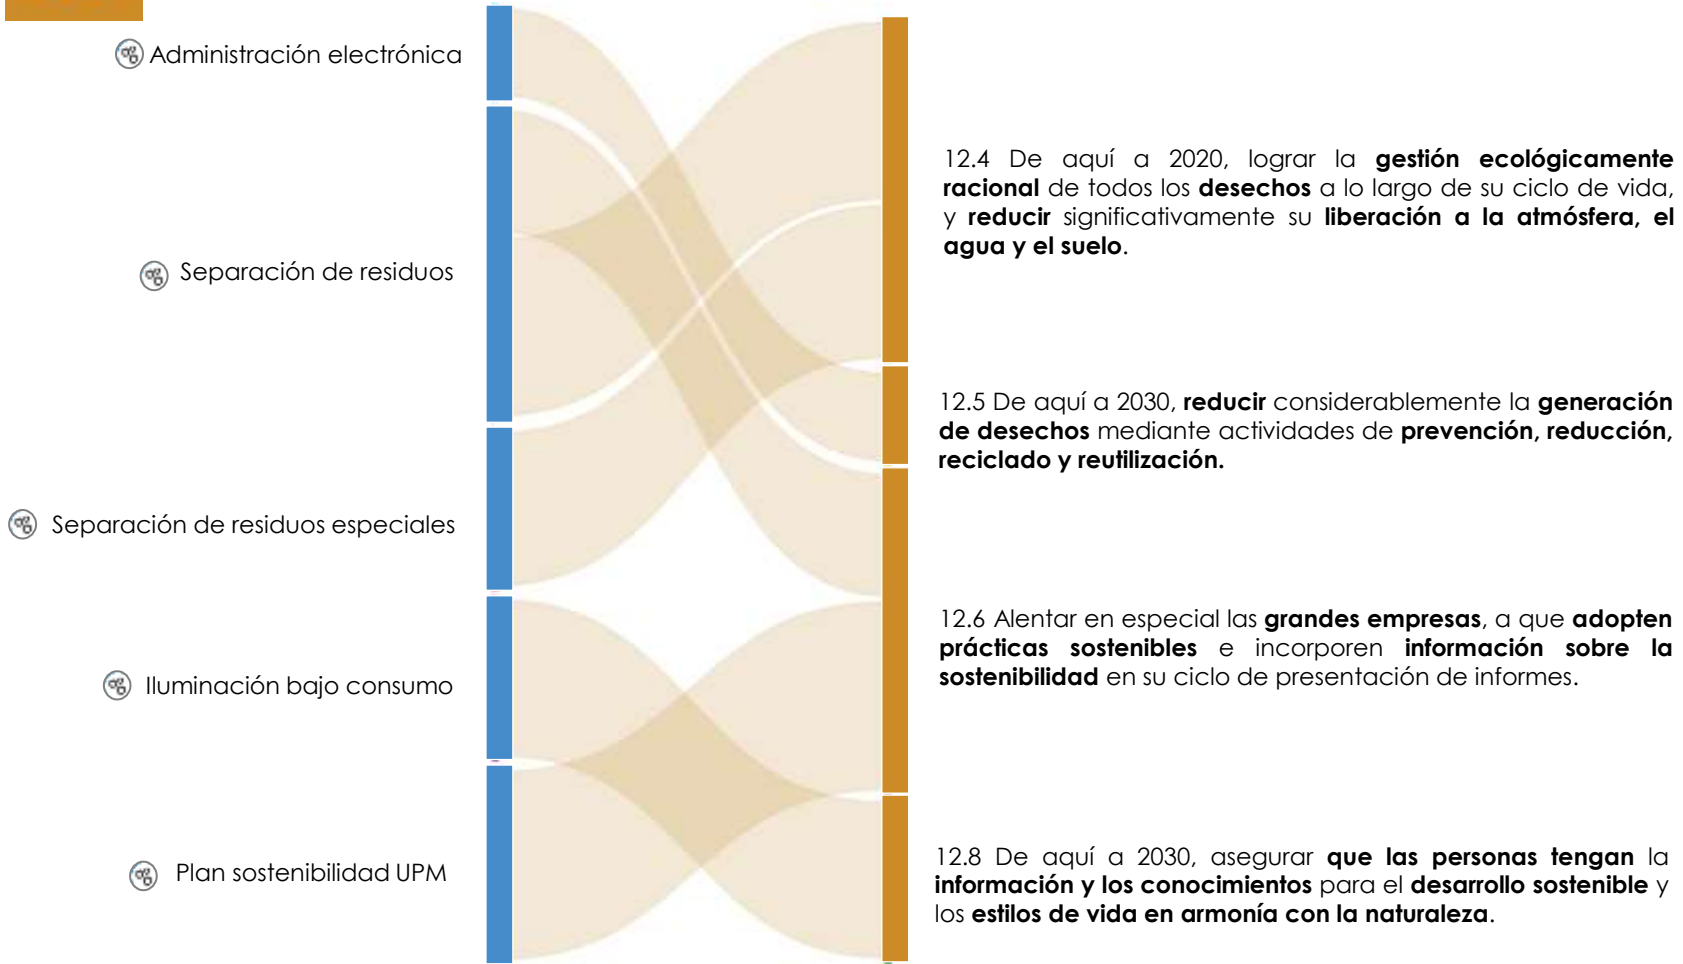 Administración electrónica
Separación de residuos
Separación de residuos especiales
Iluminación bajo consumo
Plan sostenibilidad UPM
12.4 De aquí a 2020, lograr la gestión ecológicamente
racional de todos los desechos a lo largo de su ciclo de vida,
y reducir significativamente su liberación a la atmósfera, el
agua y el suelo.
12.5 De aquí a 2030, reducir considerablemente la generación
de desechos mediante actividades de prevención, reducción,
reciclado y reutilización.
12.6 Alentar en especial las grandes empresas, a que adopten
prácticas sostenibles e incorporen información sobre la
sostenibilidad en su ciclo de presentación de informes.
12.8 De aquí a 2030, asegurar que las personas tengan la
información y los conocimientos para el desarrollo sostenible y
los estilos de vida en armonía con la naturaleza.